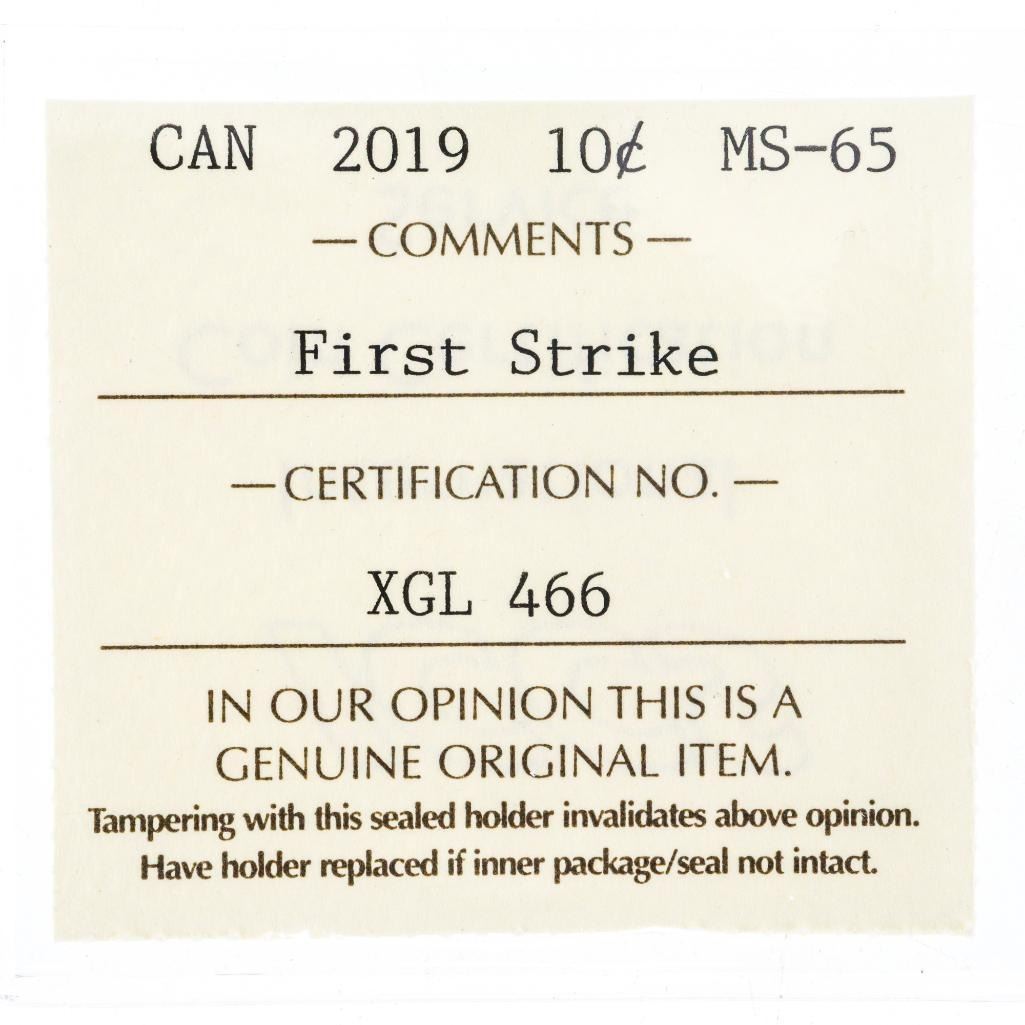 CAN 2019 10¢ MS-65
— COMMENTS —
First Strike
— CERTIFICATION NO. —
XGL 466
IN OUR OPINION THIS IS A
GENUINE ORIGINAL ITEM.
Tampering with this sealed holder invalidates above opinion.
Have holder replaced if inner package/seal not intact.